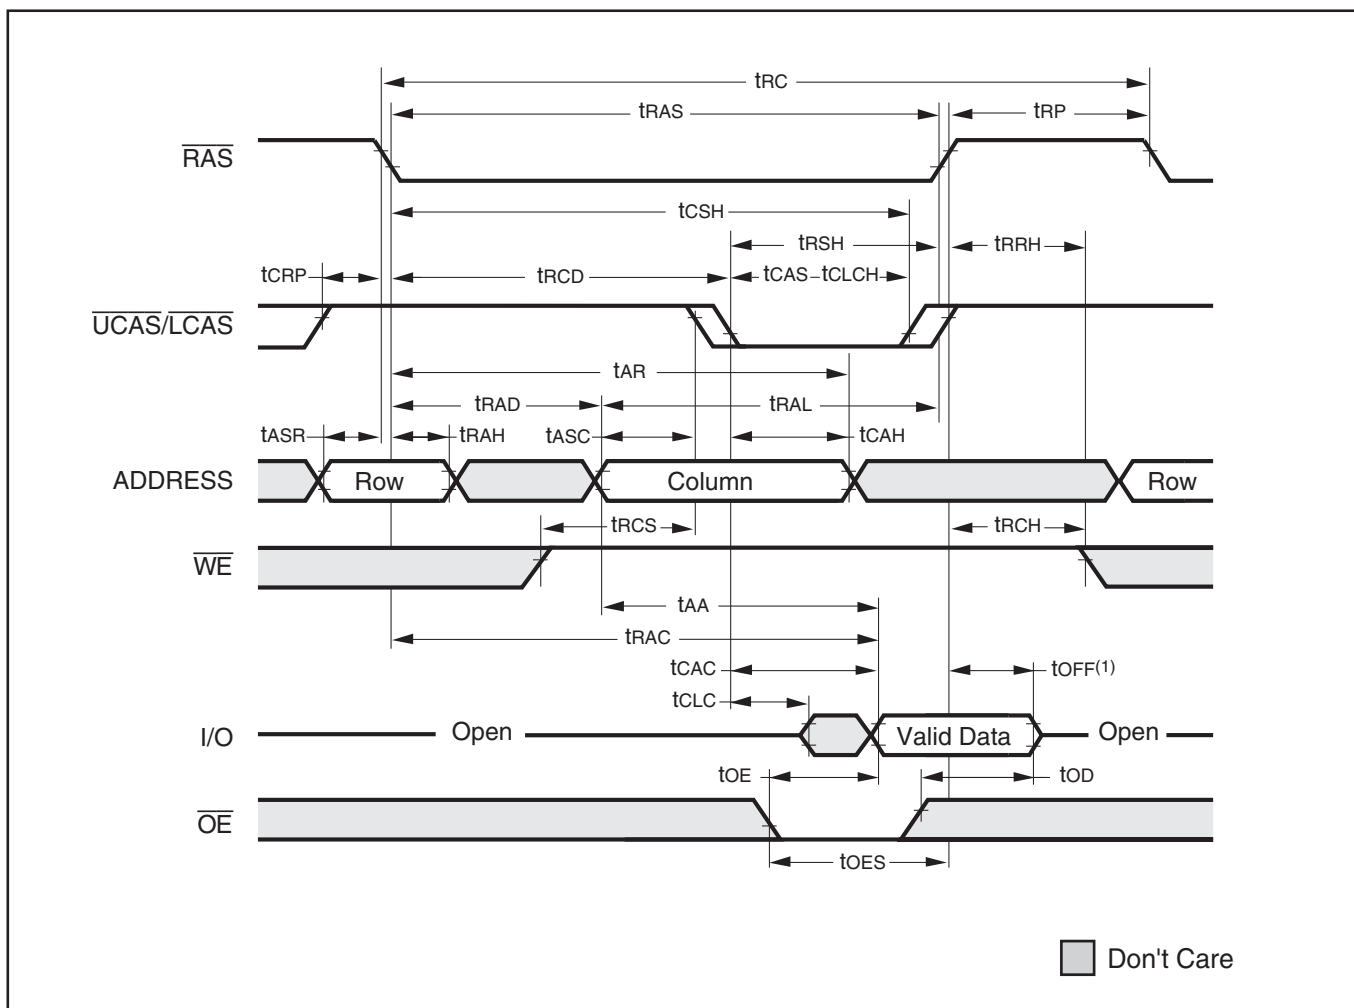 tRC
tRAS tRP
RAS
tCSH
tRSH tRRH
tCRP tRCD tCAS tCLCH
UCAS/LCAS
tAR
tRAD tRAL
tASR tRAH tASC tCAH
ADDRESS Row Column Row
tRCS tRCH
WE
tAA
tRAC
tCAC tOFF(1)
tCLC
I/O Open Valid Data Open
tOE tOD
OE
tOES
Don't Care